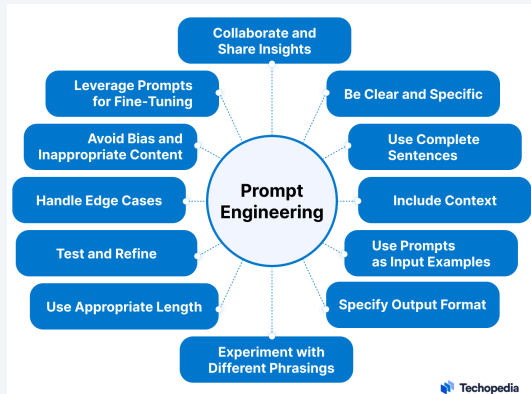 Collaborate and
Share Insights
Leverage Prompts
for Fine-Tuning
Be Clear and Specific
Avoid Bias and
Inappropriate Content
Use Complete
Sentences
Handle Edge Cases
Prompt
Engineering
Include Context
Test and Refine
Use Prompts
as Input Examples
Use Appropriate Length
Specify Output Format
Experiment with
Different Phrasings
Techopedia